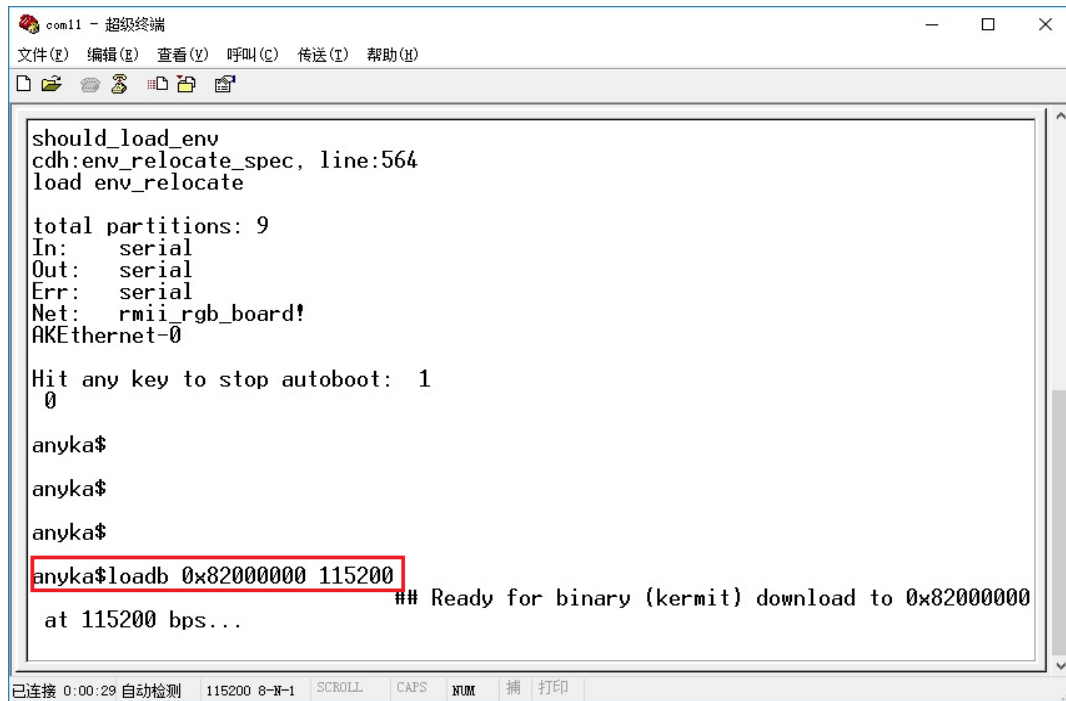 com11 - 超级终端
文件(F) 编辑(E) 查看(V) 呼叫(C) 传送(T) 帮助(H)
should_load_env
cdh:env_relocate_spec, line:564
load env_relocate
total partitions: 9
In: serial
Out: serial
Err: serial
Net: rmii_rgb_board!
AKEthernet-0
Hit any key to stop autoboot: 1
0
anyka$
anyka$
anyka$
anyka$loadb 0x82000000 115200
## Ready for binary (kermit) download to 0x82000000
at 115200 bps...
已连接 0:00:29 自动检测 115200 8-N-1 SCROLL CAPS NUM 捕 打印